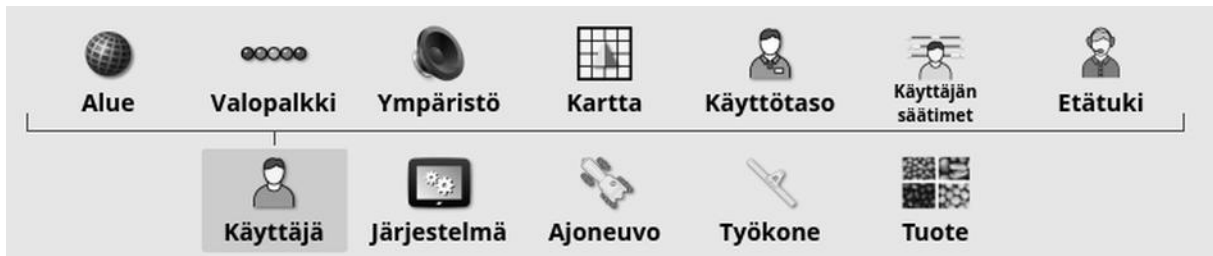 Alue
Valopalkki
Ympäristö
Kartta
Käyttötaso
Käyttäjän
säätimet
Etätuki
Käyttäjä
Järjestelmä
Ajoneuvo
Työkone
Tuote